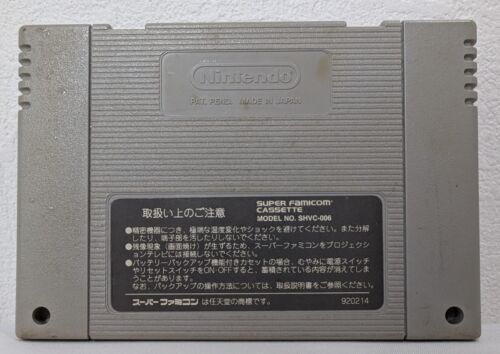 Nintendo
PAT. PEND. MADE IN JAPAN
取扱い上のご注意
SUPER FAMICOM
CASSETTE
MODEL NO. SHVC-006
●精密機器につき、極端な温度変化やショックを避けてください。また分解
したり、端子部を汚したりしないでください。
●残像現象(画面焼け)が生ずるため、スーパーファミコンをプロジェクシ
ョンテレビには接続しないでください。
●バッテリーバックアップ機能付きカセットの場合、むやみに電源スイッチ
やリセットスイッチをON・OFFすると、蓄積されている内容が消えてしま
うことがあります。
なお、バックアップの操作方法については、説明書をご参照ください。
スーパーファミコン は任天堂の商標です。
920214